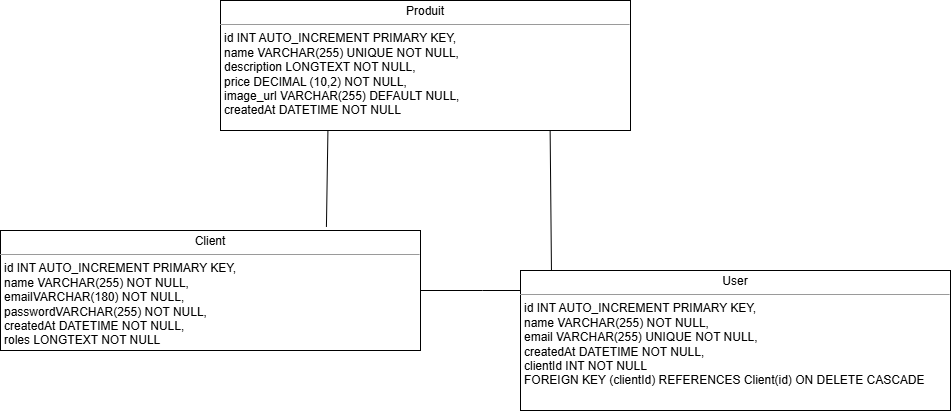 Produit
id INT AUTO_INCREMENT PRIMARY KEY,
name VARCHAR(255) UNIQUE NOT NULL,
description LONGTEXT NOT NULL,
price DECIMAL (10,2) NOT NULL,
image_url VARCHAR(255) DEFAULT NULL,
createdAt DATETIME NOT NULL
Client
id INT AUTO_INCREMENT PRIMARY KEY,
name VARCHAR(255) NOT NULL,
emailVARCHAR(180) NOT NULL,
passwordVARCHAR(255) NOT NULL,
createdAt DATETIME NOT NULL,
roles LONGTEXT NOT NULL
User
id INT AUTO_INCREMENT PRIMARY KEY,
name VARCHAR(255) NOT NULL,
email VARCHAR(255) UNIQUE NOT NULL,
createdAt DATETIME NOT NULL,
clientId INT NOT NULL
FOREIGN KEY (clientId) REFERENCES Client(id) ON DELETE CASCADE